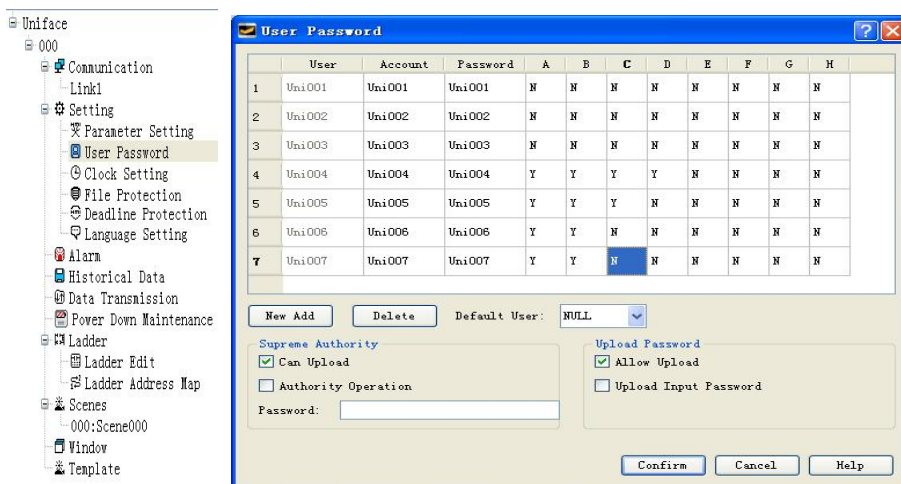 Uniface
000
Communication
Link1
Setting
Parameter Setting
User Password
Clock Setting
File Protection
Deadline Protection
Language Setting
Alarm
Historical Data
Data Transmission
Power Down Maintenance
Ladder
Ladder Edit
Ladder Address Map
Scenes
000:Scene000
Window
Template
User Password
User Account Password A B C D E F G H
1 Uni001 Uni001 Uni001 N N N N N N N N
2 Uni002 Uni002 Uni002 N N N N N N N N
3 Uni003 Uni003 Uni003 N N N N N N N N
4 Uni004 Uni004 Uni004 Y Y Y Y N N N N
5 Uni005 Uni005 Uni005 Y Y Y N N N N N
6 Uni006 Uni006 Uni006 Y Y N N N N N N
7 Uni007 Uni007 Uni007 Y Y N N N N N N
New Add Delete Default User: NULL
Supreme Authority
Can Upload
Authority Operation
Password:
Upload Password
Allow Upload
Upload Input Password
Confirm Cancel Help